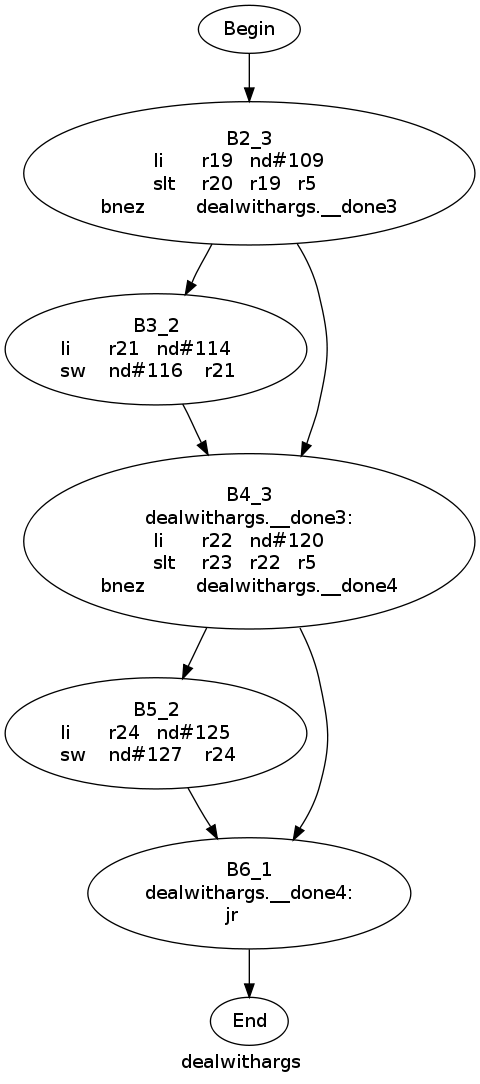 Begin
B2_3
li r19 nd#109
slt r20 r19 r5
bnez dealwithargs.__done3
B3_2
li r21 nd#114
sw nd#116 r21
B4_3
dealwithargs.__done3:
li r22 nd#120
slt r23 r22 r5
bnez dealwithargs.__done4
B5_2
li r24 nd#125
sw nd#127 r24
B6_1
dealwithargs.__done4:
jr
End
dealwithargs